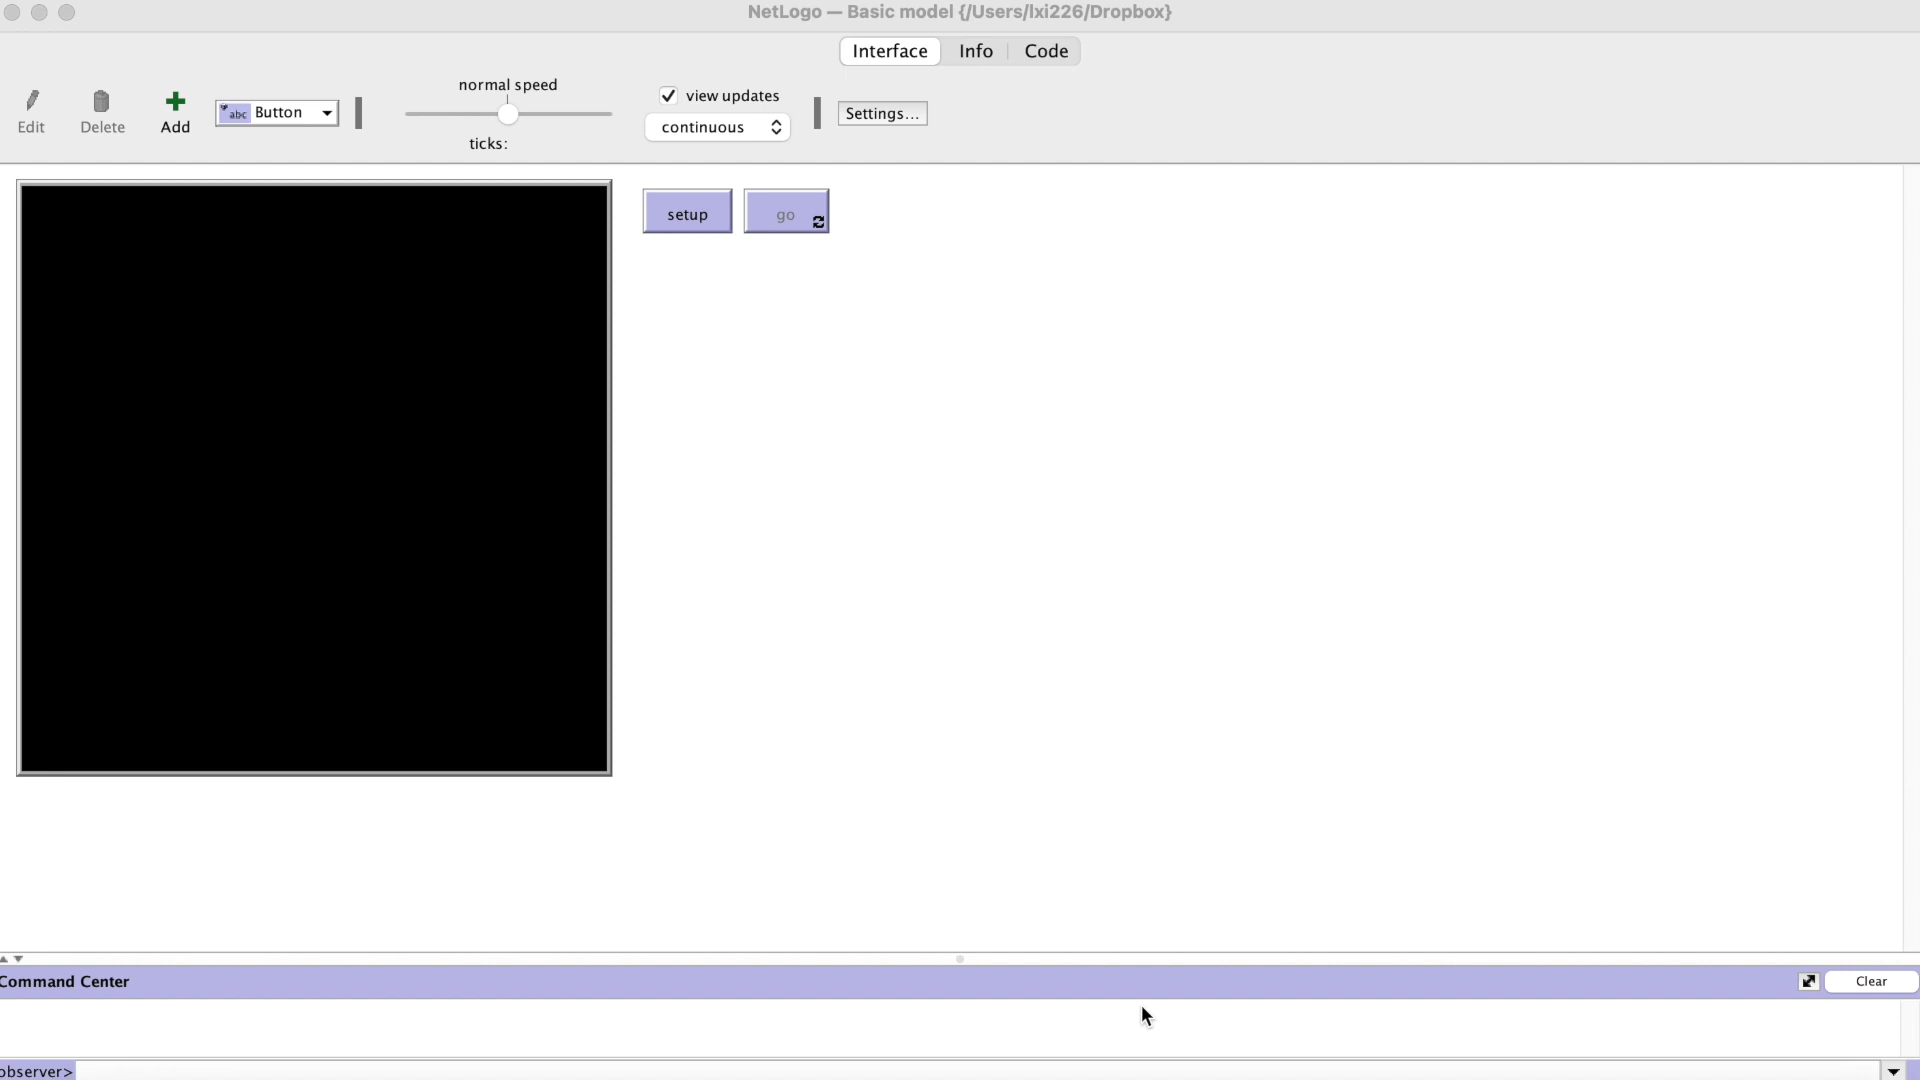 NetLogo — Basic model {/Users/lxi226/Dropbox}
Interface Info Code
normal speed
view updates
Edit Delete Add abc Button continuous Settings...
ticks:
setup go
Command Center Clear
observer>